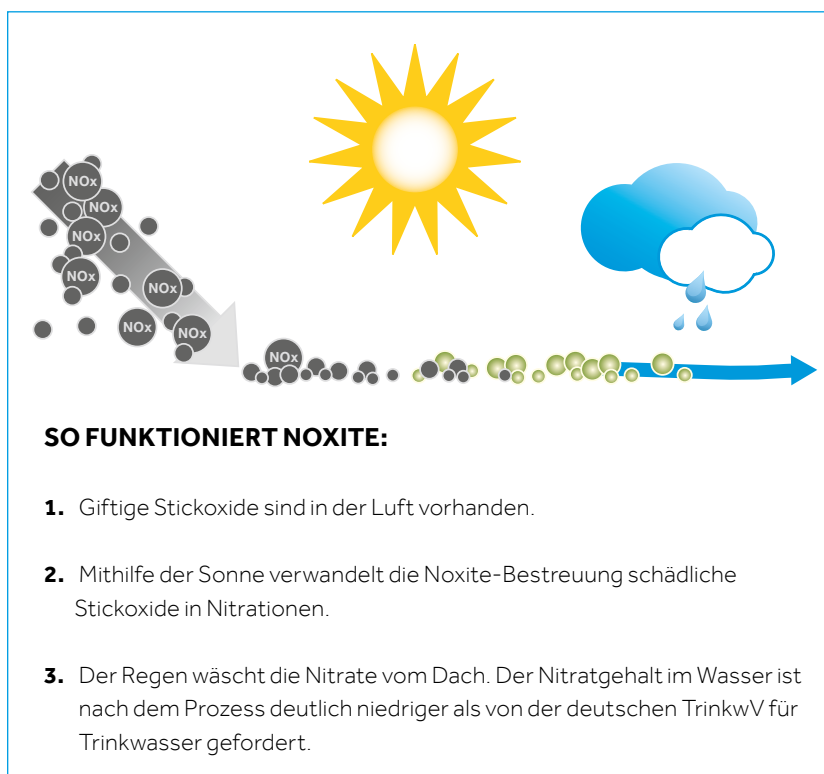 NOx
NOx
NOx
NOx
NOx
NOx
NOx
NOx
SO FUNKTIONIERT NOXITE:
1. Giftige Stickoxide sind in der Luft vorhanden.
2. Mithilfe der Sonne verwandelt die Noxite-Bestreuung schädliche
Stickoxide in Nitrationen.
3. Der Regen wäscht die Nitrate vom Dach. Der Nitratgehalt im Wasser ist
nach dem Prozess deutlich niedriger als von der deutschen TrinkwV für
Trinkwasser gefordert.